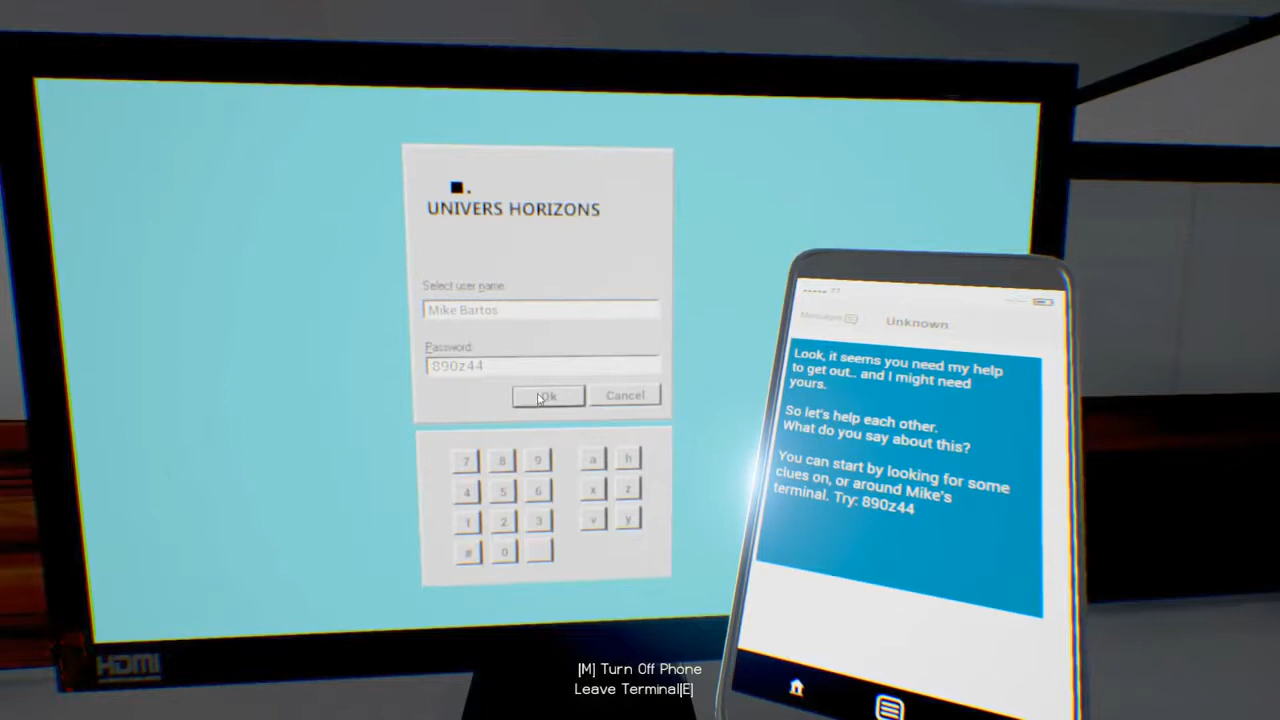 UNIVERS HORIZONS
Select user name:
Mike Bartos
Password:
890z44
Ok
Cancel
7 8 9 a h
4 5 6 x z
1 2 3 v y
# 0
HDMI
Messages
Unknown
Look, it seems you need my help
to get out.. and I might need
yours.
So let's help each other.
What do you say about this?
You can start by looking for some
clues on, or around Mike's
terminal. Try: 890z44
[M] Turn Off Phone
Leave Terminal[E]